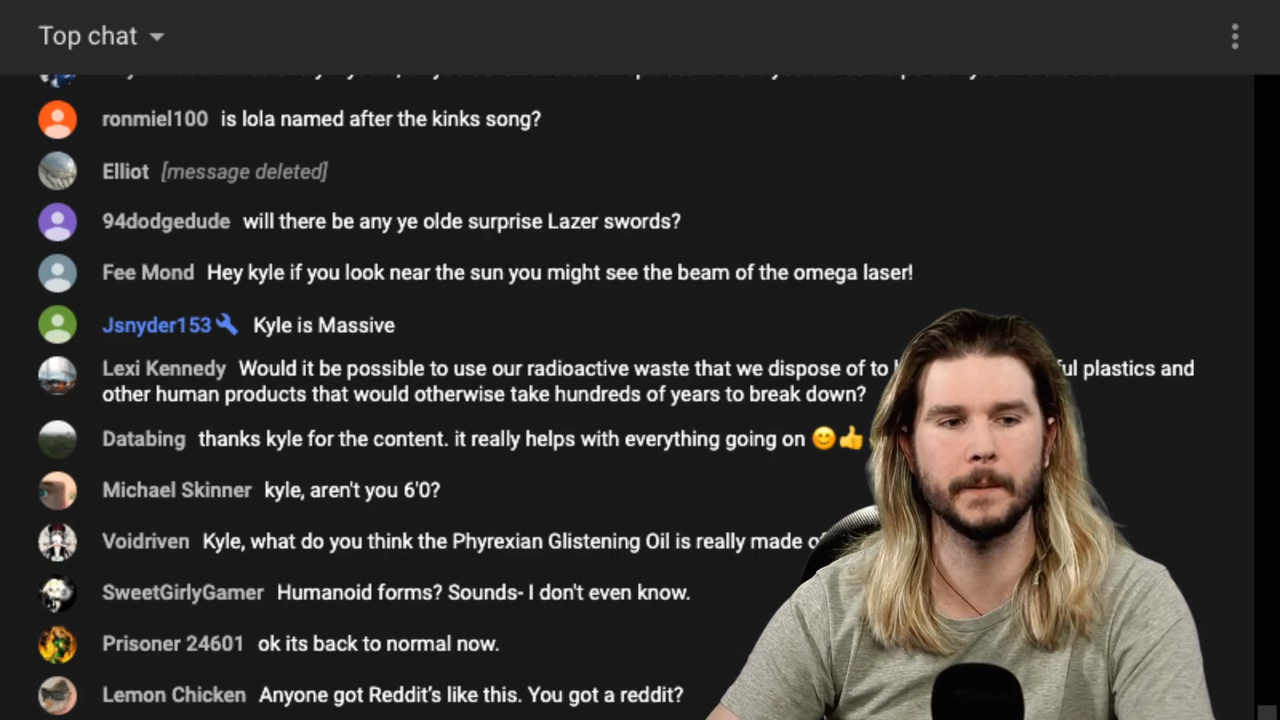 Top chat
ronmiel100 is lola named after the kinks song?
Elliot [message deleted]
94dodgedude will there be any ye olde surprise Lazer swords?
Fee Mond Hey kyle if you look near the sun you might see the beam of the omega laser!
Jsnyder153 Kyle is Massive
Lexi Kennedy Would it be possible to use our radioactive waste that we dispose of to plastics and
other human products that would otherwise take hundreds of years to break down?
Databing thanks kyle for the content. it really helps with everything going on 😊👍
Michael Skinner kyle, aren't you 6'0?
Voidriven Kyle, what do you think the Phyrexian Glistening Oil is really made
SweetGirlyGamer Humanoid forms? Sounds- I don't even know.
Prisoner 24601 ok its back to normal now.
Lemon Chicken Anyone got Reddit's like this. You got a reddit?